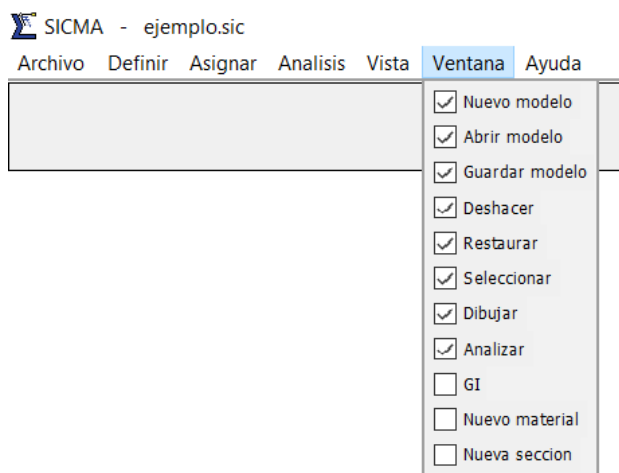 SICMA - ejemplo.sic
Archivo Definir Asignar Analisis Vista Ventana Ayuda
Nuevo modelo
Abrir modelo
Guardar modelo
Deshacer
Restaurar
Seleccionar
Dibujar
Analizar
GI
Nuevo material
Nueva seccion